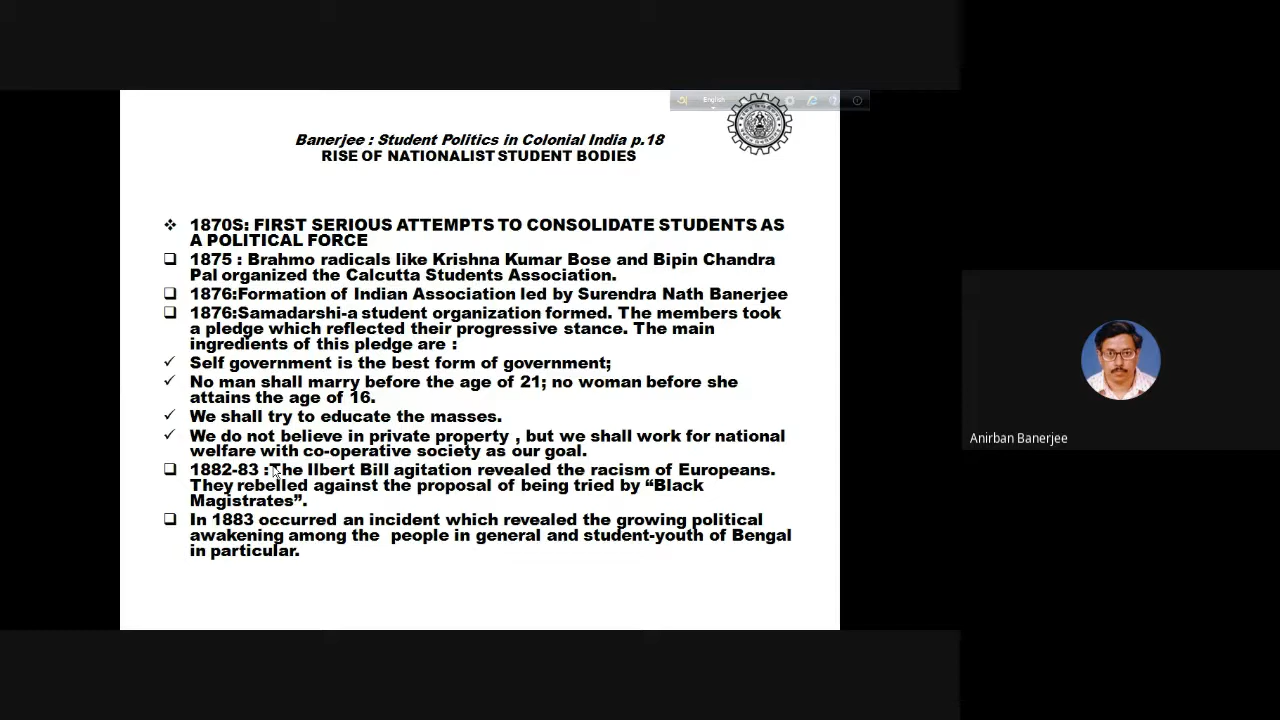 English
Banerjee : Student Politics in Colonial India p.18
RISE OF NATIONALIST STUDENT BODIES
❖ 1870S: FIRST SERIOUS ATTEMPTS TO CONSOLIDATE STUDENTS AS
A POLITICAL FORCE
❑ 1875 : Brahmo radicals like Krishna Kumar Bose and Bipin Chandra
Pal organized the Calcutta Students Association.
❑ 1876:Formation of Indian Association led by Surendra Nath Banerjee
❑ 1876:Samadarshi-a student organization formed. The members took
a pledge which reflected their progressive stance. The main
ingredients of this pledge are :
✓ Self government is the best form of government;
✓ No man shall marry before the age of 21; no woman before she
attains the age of 16.
✓ We shall try to educate the masses.
✓ We do not believe in private property , but we shall work for national
welfare with co-operative society as our goal.
❑ 1882-83 :The Ilbert Bill agitation revealed the racism of Europeans.
They rebelled against the proposal of being tried by “Black
Magistrates”.
❑ In 1883 occurred an incident which revealed the growing political
awakening among the people in general and student-youth of Bengal
in particular.
Anirban Banerjee